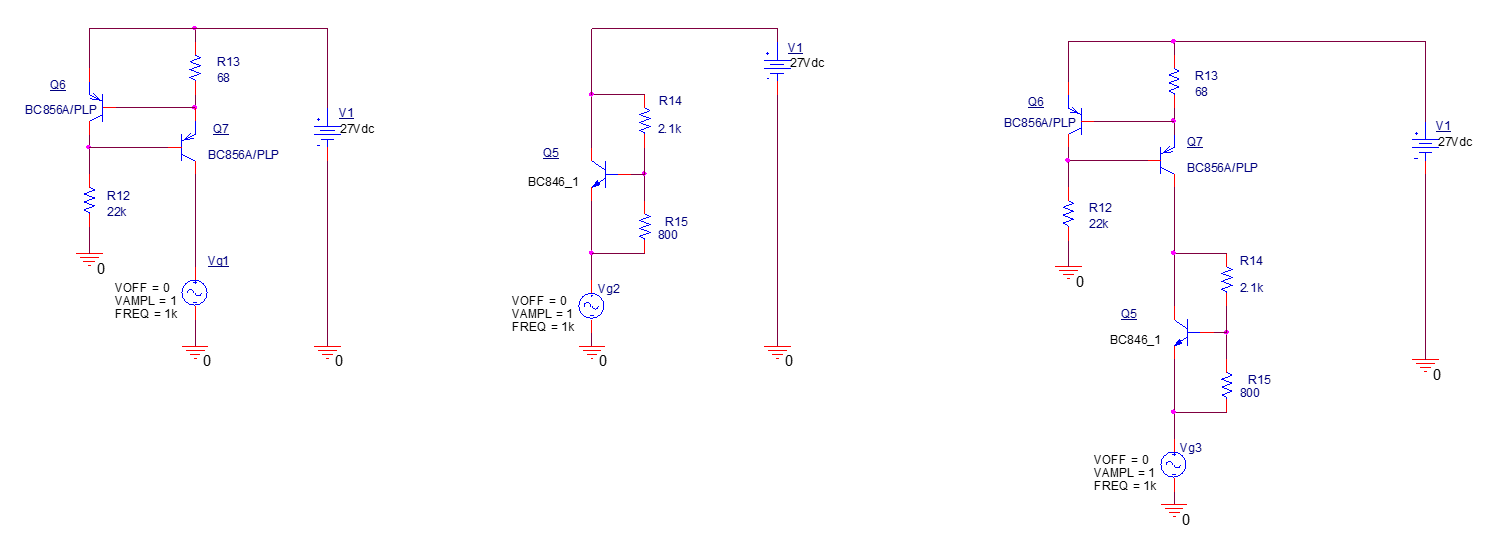 R13
68
Q6
BC856A/PLP
Q7
BC856A/PLP
V1
27Vdc
R12
22k
0
Vg1
VOFF = 0
VAMPL = 1
FREQ = 1k
0
0
V1
27Vdc
R14
2.1k
Q5
BC846_1
R15
800
Vg2
VOFF = 0
VAMPL = 1
FREQ = 1k
0
0
R13
68
Q6
BC856A/PLP
Q7
BC856A/PLP
V1
27Vdc
R12
22k
0
R14
2.1k
Q5
BC846_1
R15
800
0
Vg3
VOFF = 0
VAMPL = 1
FREQ = 1k
0